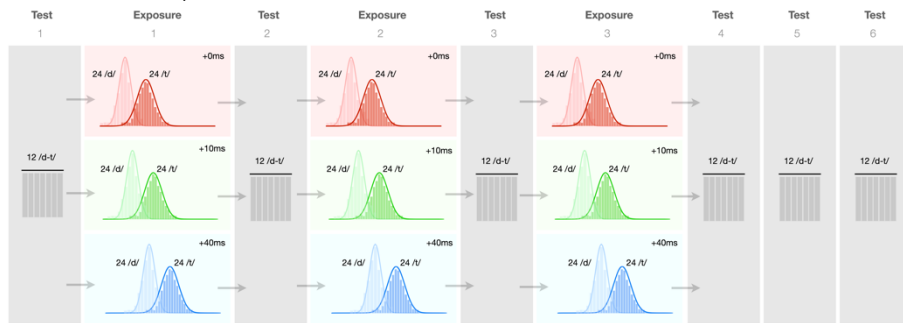 Test Exposure Test Exposure Test Exposure Test Test Test
1 1 2 2 3 3 4 5 6
+0ms +0ms +0ms
24 /d/ 24 /t/ 24 /d/ 24 /t/ 24 /d/ 24 /t/
+10ms +10ms +10ms
12 /d-t/ 24 /d/ 24 /t/ 12 /d-t/ 24 /d/ 24 /t/ 12 /d-t/ 24 /d/ 24 /t/ 12 /d-t/ 12 /d-t/ 12 /d-t/
+40ms +40ms +40ms
24 /d/ 24 /t/ 24 /d/ 24 /t/ 24 /d/ 24 /t/